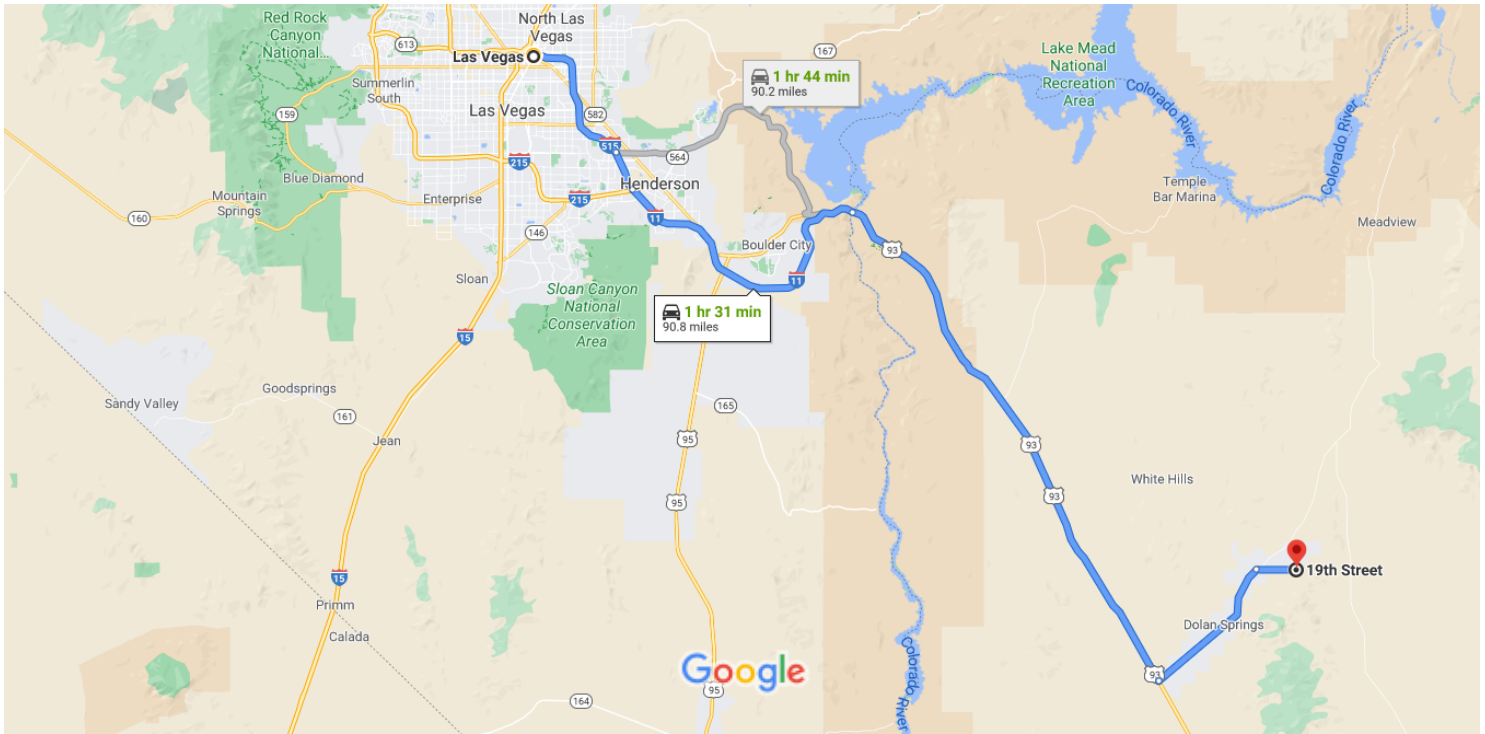 Red Rock
Canyon
National...
North Las
Vegas
613
Las Vegas
167
Lake Mead
National
Recreation
Area
1 hr 44 min
90.2 miles
Colorado River
Colorado River
Summerlin
South
159
Las Vegas
582
515
215
564
Blue Diamond
Henderson
Mountain
Springs
Enterprise
215
160
11
146
Temple
Bar Marina
Meadview
Boulder City
93
Sloan
11
Sloan Canyon
National
Conservation
Area
1 hr 31 min
90.8 miles
15
Goodsprings
Sandy Valley
161
165
Jean
95
93
White Hills
93
95
19th Street
15
Primm
Calada
Dolan Springs
Google
Colorado River
93
95
164